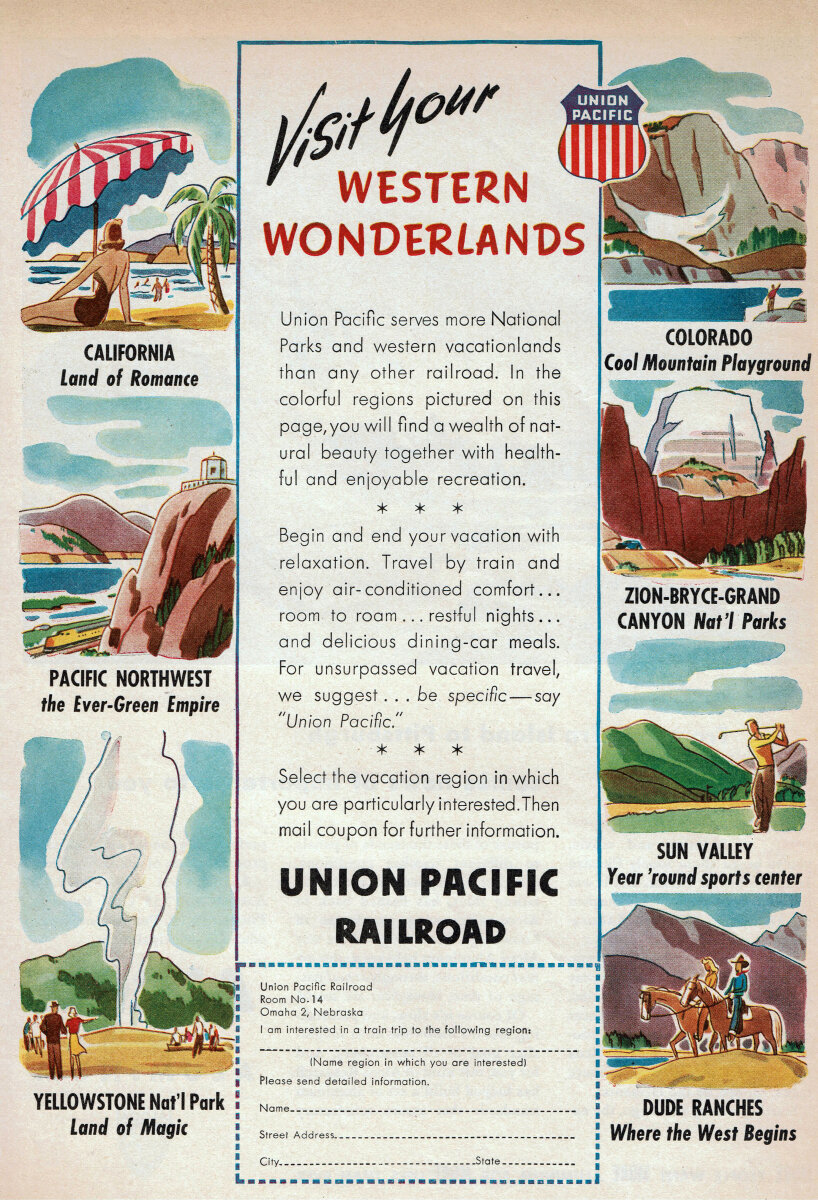 Visit Your
WESTERN
WONDERLANDS
UNION
PACIFIC
Union Pacific serves more National
Parks and western vacationlands
than any other railroad. In the
colorful regions pictured on this
page, you will find a wealth of nat-
ural beauty together with health-
ful and enjoyable recreation.
* * *
Begin and end your vacation with
relaxation. Travel by train and
enjoy air-conditioned comfort...
room to roam... restful nights...
and delicious dining-car meals.
For unsurpassed vacation travel,
we suggest... be specific—say
"Union Pacific."
* * *
Select the vacation region in which
you are particularly interested. Then
mail coupon for further information.
UNION PACIFIC
RAILROAD
Union Pacific Railroad
Room No. 14
Omaha 2, Nebraska
I am interested in a train trip to the following region:
(Name region in which you are interested)
Please send detailed information.
Name
Street Address
City State
CALIFORNIA
Land of Romance
PACIFIC NORTHWEST
the Ever-Green Empire
YELLOWSTONE Nat'l Park
Land of Magic
COLORADO
Cool Mountain Playground
ZION-BRYCE-GRAND
CANYON Nat'l Parks
SUN VALLEY
Year 'round sports center
DUDE RANCHES
Where the West Begins